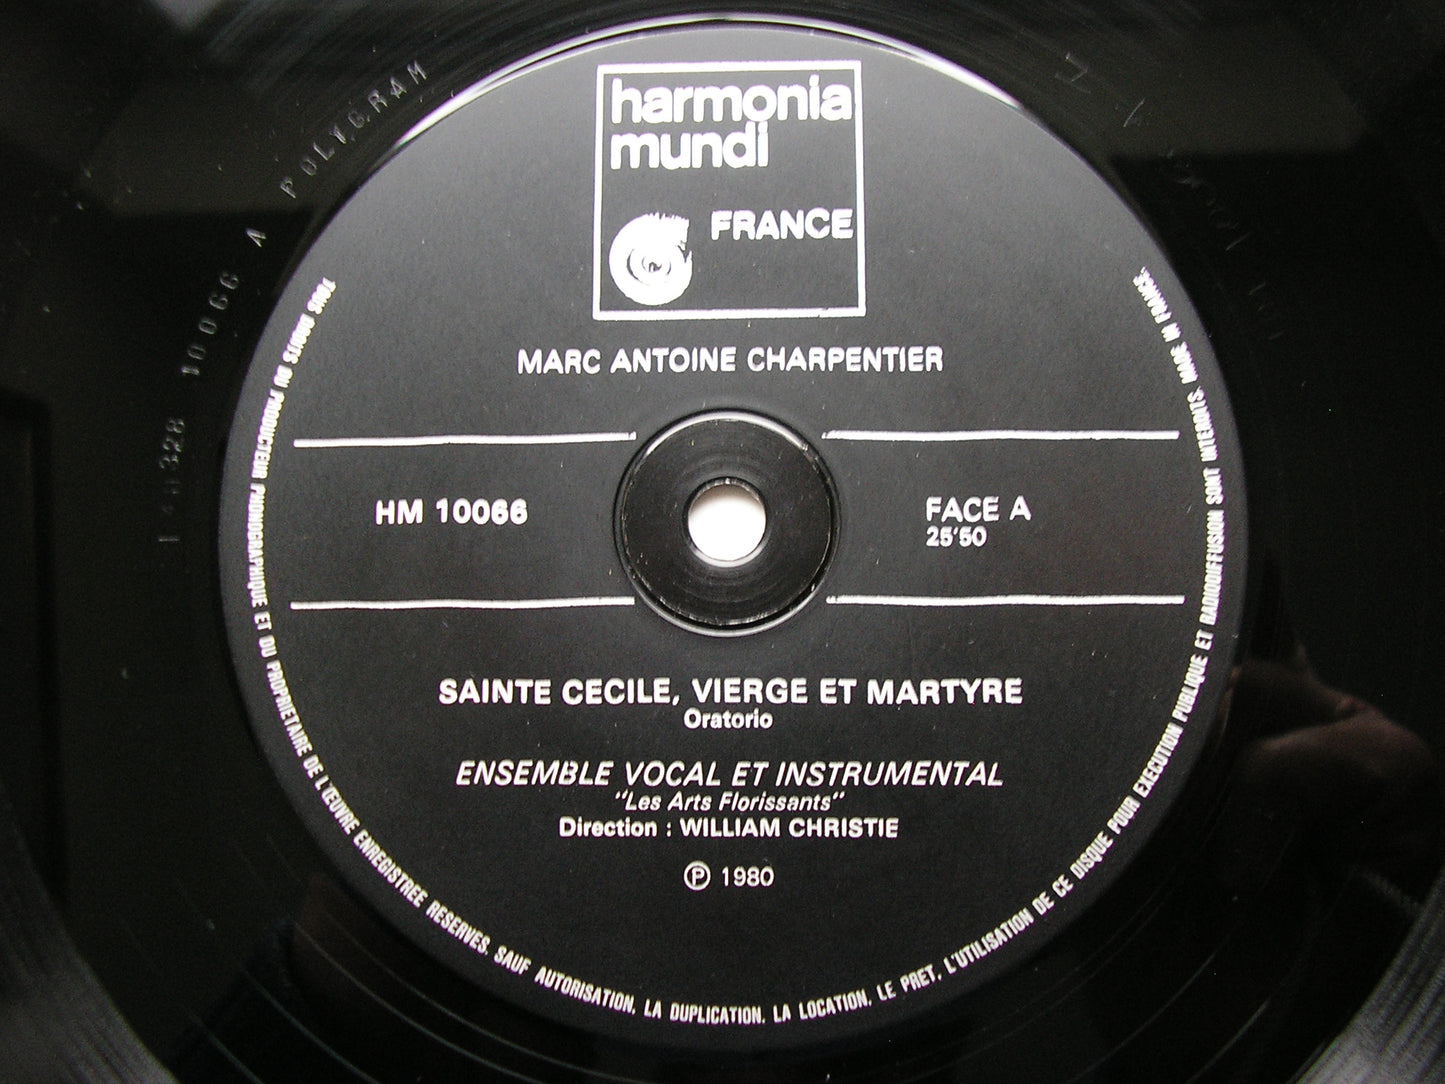 harmonia
mundi
FRANCE
MARC ANTOINE CHARPENTIER
HM 10066
FACE A
25'50
SAINTE CECILE, VIERGE ET MARTYRE
Oratorio
ENSEMBLE VOCAL ET INSTRUMENTAL
"Les Arts Florissants"
Direction : WILLIAM CHRISTIE
℗ 1980
TOUS DROITS DU PRODUCTEUR PHONOGRAPHIQUE ET DU PROPRIETAIRE DE L'ŒUVRE ENREGISTREE RESERVES. SAUF AUTORISATION, LA DUPLICATION, LA LOCATION, LE PRET, L'UTILISATION DE CE DISQUE POUR EXECUTION PUBLIQUE ET RADIODIFFUSION SONT INTERDITS. MADE IN FRANCE.
10066 A POLYGRAM